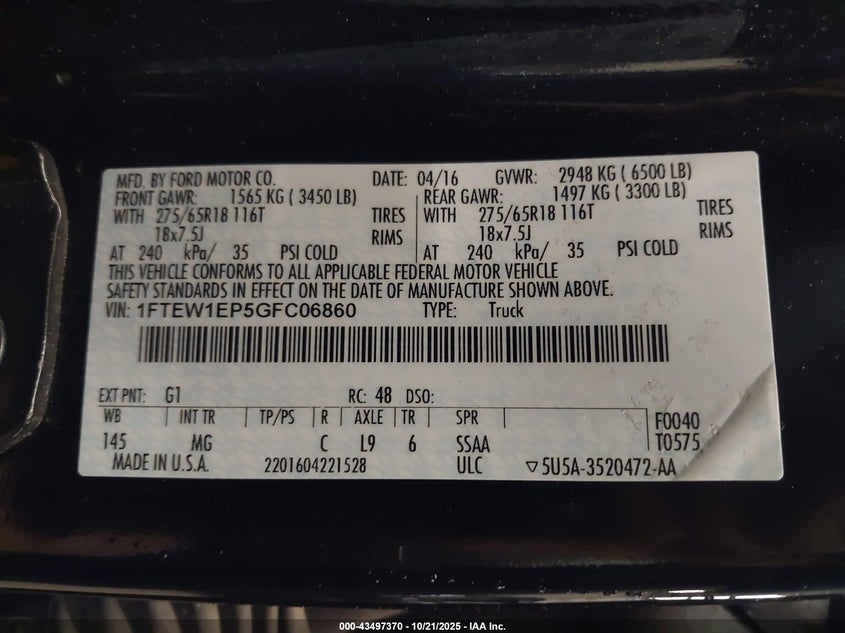 MFD. BY FORD MOTOR CO. DATE: 04/16 GVWR: 2948 KG ( 6500 LB)
FRONT GAWR: 1565 KG ( 3450 LB) REAR GAWR: 1497 KG ( 3300 LB)
WITH 275/65R18 116T TIRES WITH 275/65R18 116T TIRES
18x7.5J RIMS 18x7.5J RIMS
AT 240 kPa/ 35 PSI COLD AT 240 kPa/ 35 PSI COLD
THIS VEHICLE CONFORMS TO ALL APPLICABLE FEDERAL MOTOR VEHICLE
SAFETY STANDARDS IN EFFECT ON THE DATE OF MANUFACTURE SHOWN ABOVE.
VIN: 1FTEW1EP5GFC06860 TYPE: Truck
EXT PNT: G1 RC: 48 DSO:
WB | INT TR | TP/PS | R | AXLE | TR | SPR F0040
145 MG C L9 6 SSAA T0575
MADE IN U.S.A. 2201604221528 ULC ▽5U5A-3520472-AA
000-43497370 - 10/21/2025 - IAA Inc.